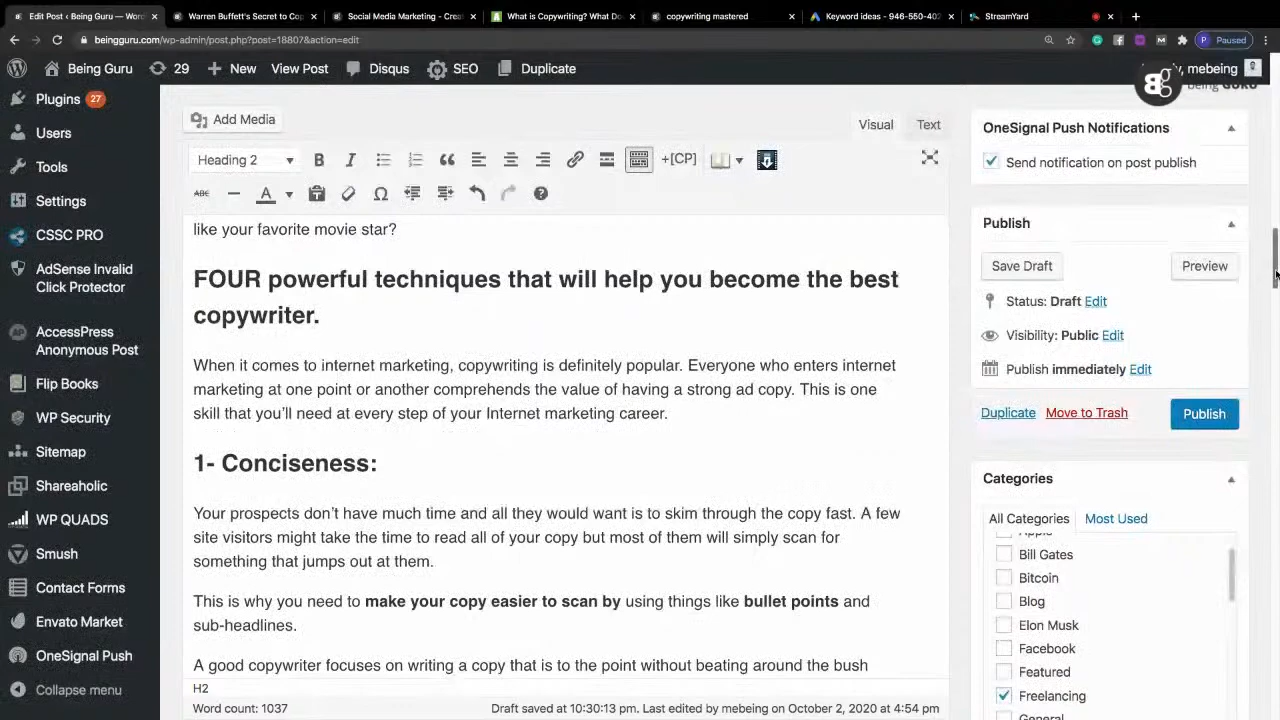 Edit Post ‹ Being Guru — Wor
Warren Buffett's Secret to Cop
Social Media Marketing - Crea
What is Copywriting? What Do
copywriting mastered
Keyword ideas - 946-550-402
StreamYard
beingguru.com/wp-admin/post.php?post=18807&action=edit
P Paused
Being Guru
29
New
View Post
Disqus
SEO
Duplicate
mebeing
bg
Being GURU
Plugins 27
Users
Tools
Settings
CSSC PRO
AdSense Invalid
Click Protector
AccessPress
Anonymous Post
Flip Books
WP Security
Sitemap
Shareaholic
WP QUADS
Smush
Contact Forms
Envato Market
OneSignal Push
Collapse menu
Add Media
Visual
Text
Heading 2
B I
+[CP]
ABC
A
like your favorite movie star?
FOUR powerful techniques that will help you become the best
copywriter.
When it comes to internet marketing, copywriting is definitely popular. Everyone who enters internet
marketing at one point or another comprehends the value of having a strong ad copy. This is one
skill that you’ll need at every step of your Internet marketing career.
1- Conciseness:
Your prospects don’t have much time and all they would want is to skim through the copy fast. A few
site visitors might take the time to read all of your copy but most of them will simply scan for
something that jumps out at them.
This is why you need to make your copy easier to scan by using things like bullet points and
sub-headlines.
A good copywriter focuses on writing a copy that is to the point without beating around the bush
H2
Word count: 1037
Draft saved at 10:30:13 pm. Last edited by mebeing on October 2, 2020 at 4:54 pm
OneSignal Push Notifications
Send notification on post publish
Publish
Save Draft
Preview
Status: Draft Edit
Visibility: Public Edit
Publish immediately Edit
Duplicate
Move to Trash
Publish
Categories
All Categories
Most Used
Apple
Bill Gates
Bitcoin
Blog
Elon Musk
Facebook
Featured
Freelancing
General